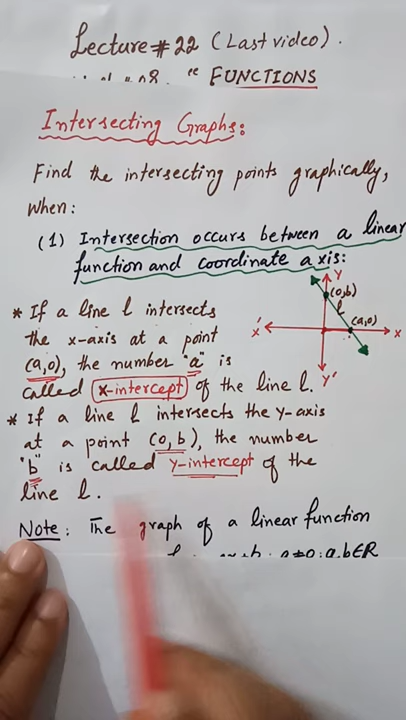 Lecture # 22 (Last video).
FUNCTIONS
Intersecting Graphs:
Find the intersecting points graphically,
when:
(1) Intersection occurs between a linear
function and coordinate axis:
Y
(0,b)
l
(a,0)
X'
X
Y'
* If a line l intersects
the x-axis at a point
(a,0), the number "a" is
called x-intercept of the line l.
* If a line l intersects the y-axis
at a point (0,b), the number
"b" is called y-intercept of the
line l.
Note: The graph of a linear function
a≠0; a,b∈R